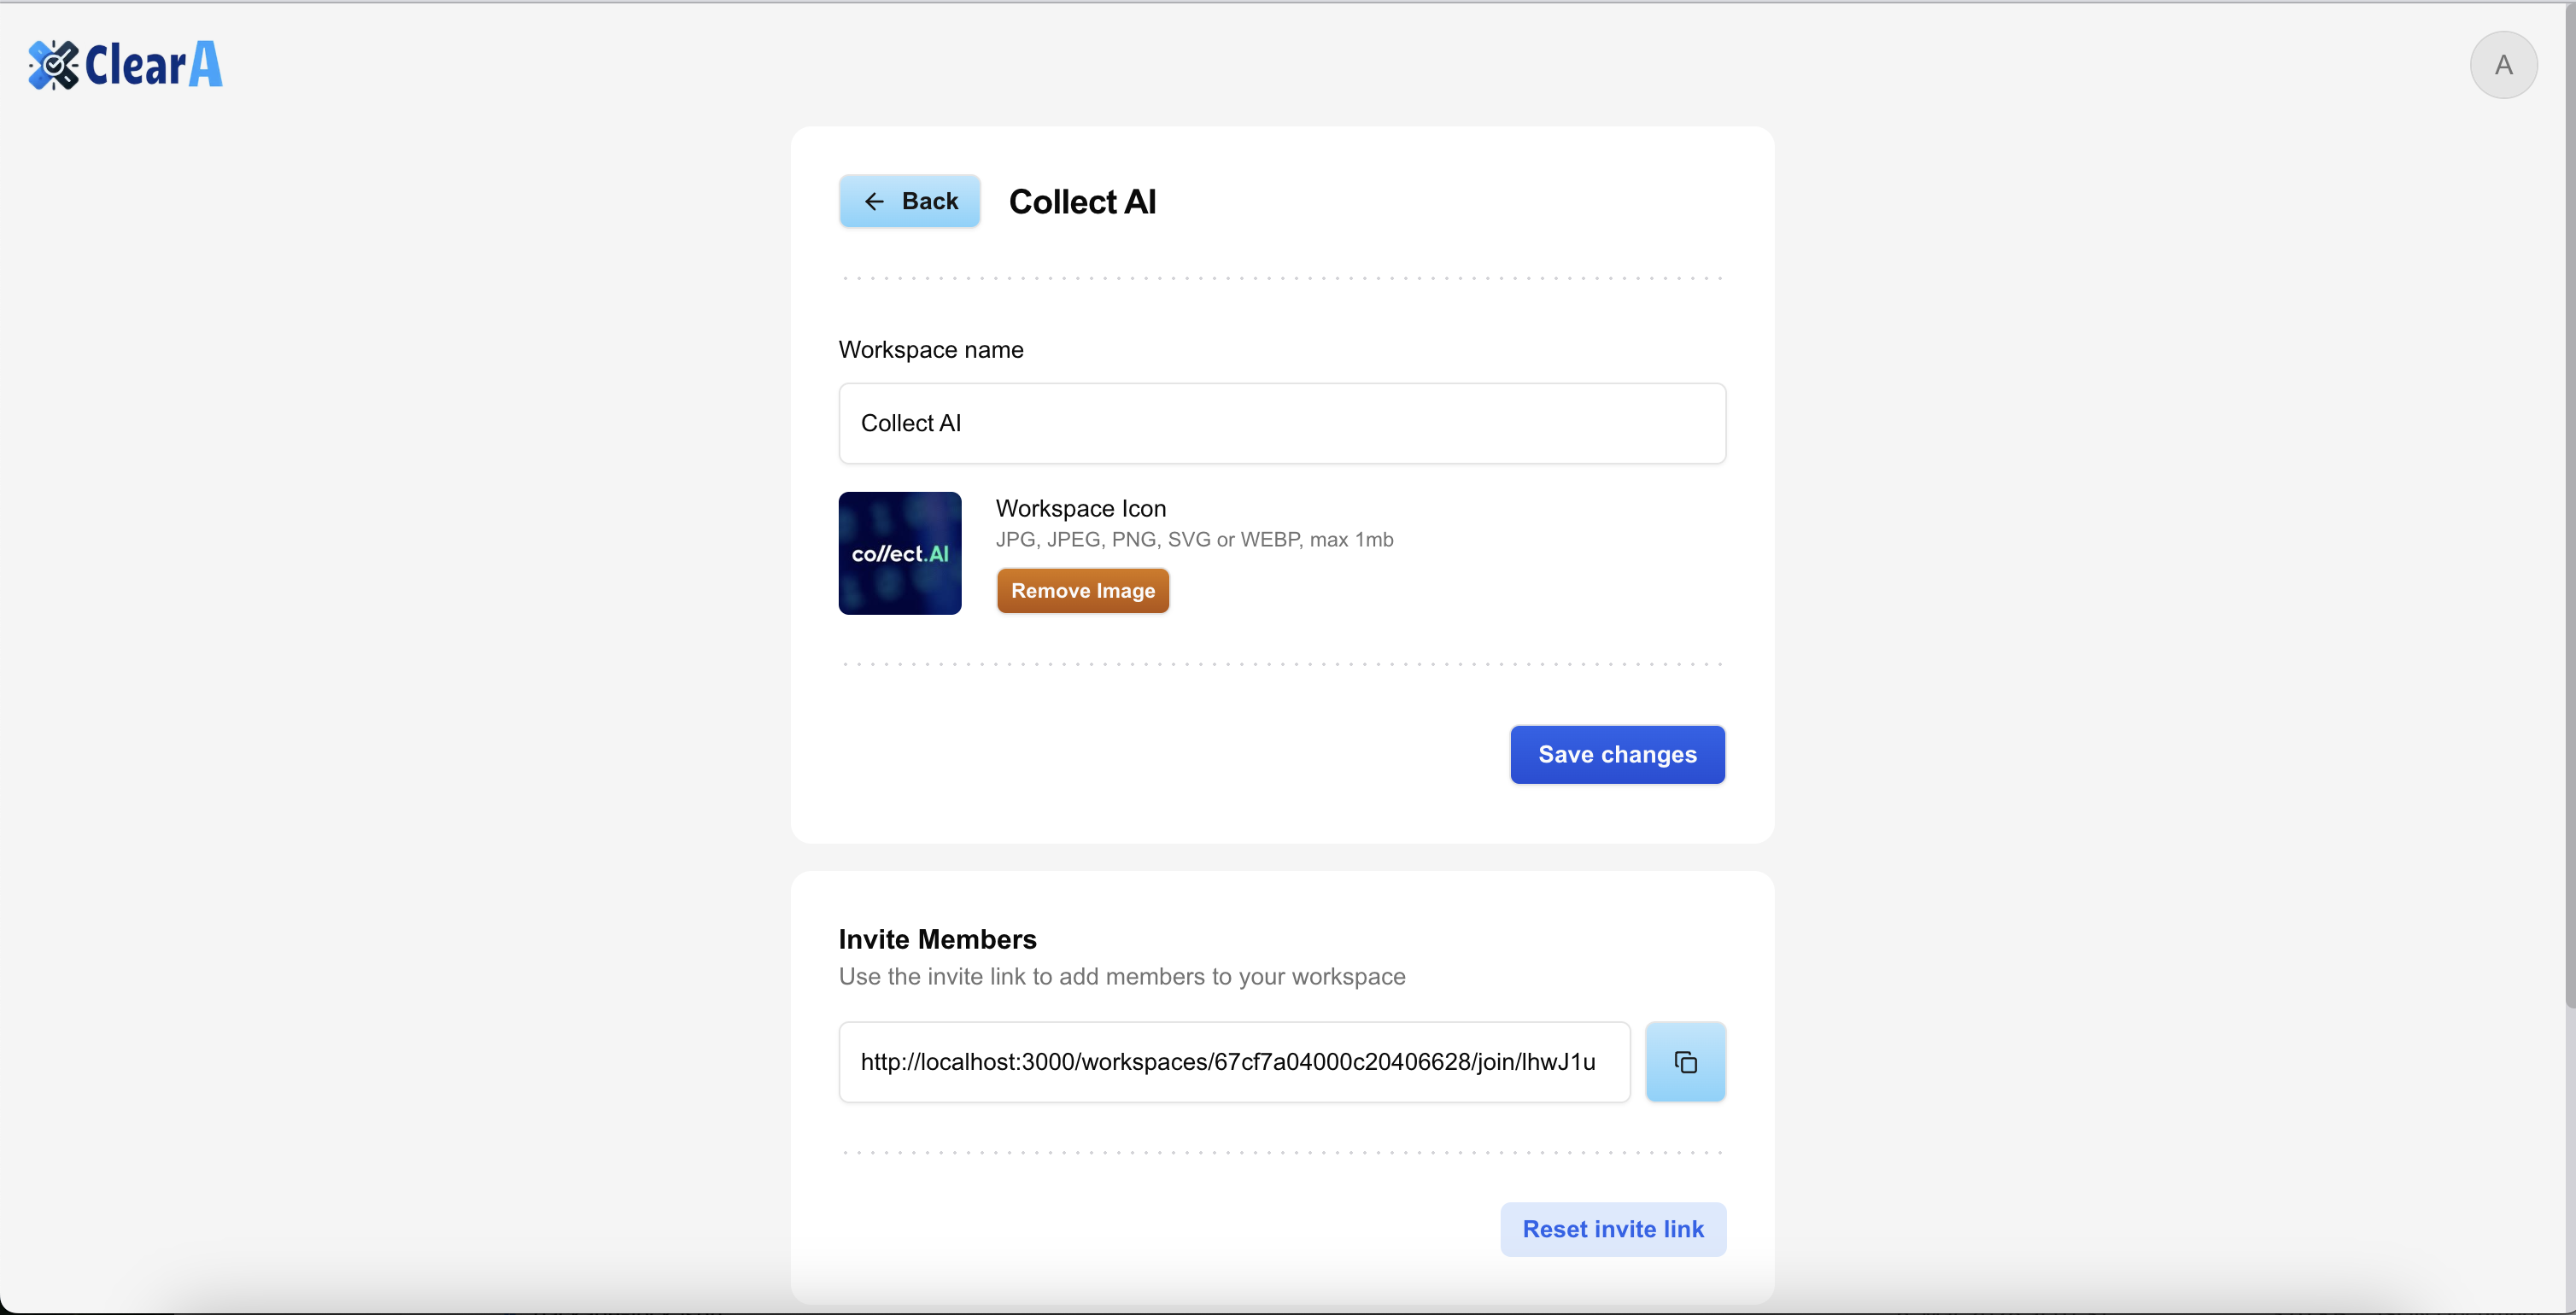 ClearA
A
Back
Collect AI
Workspace name
Collect AI
collect.AI
Workspace Icon
JPG, JPEG, PNG, SVG or WEBP, max 1mb
Remove Image
Save changes
Invite Members
Use the invite link to add members to your workspace
http://localhost:3000/workspaces/67cf7a04000c20406628/join/lhwJ1u
Reset invite link